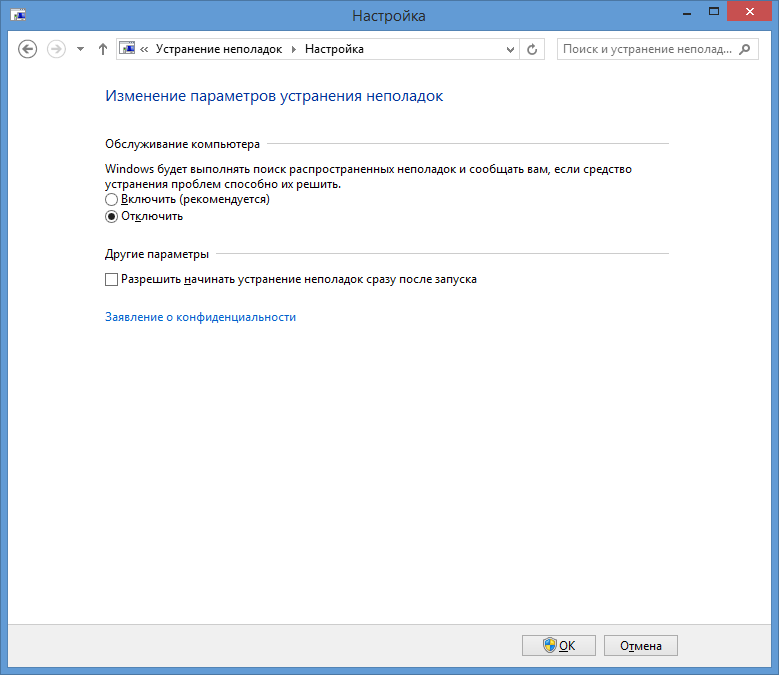 Настройка
« Устранение неполадок Настройка
Поиск и устранение неполад...
Изменение параметров устранения неполадок
Обслуживание компьютера
Windows будет выполнять поиск распространенных неполадок и сообщать вам, если средство
устранения проблем способно их решить.
Включить (рекомендуется)
Отключить
Другие параметры
Разрешить начинать устранение неполадок сразу после запуска
Заявление о конфиденциальности
OK
Отмена